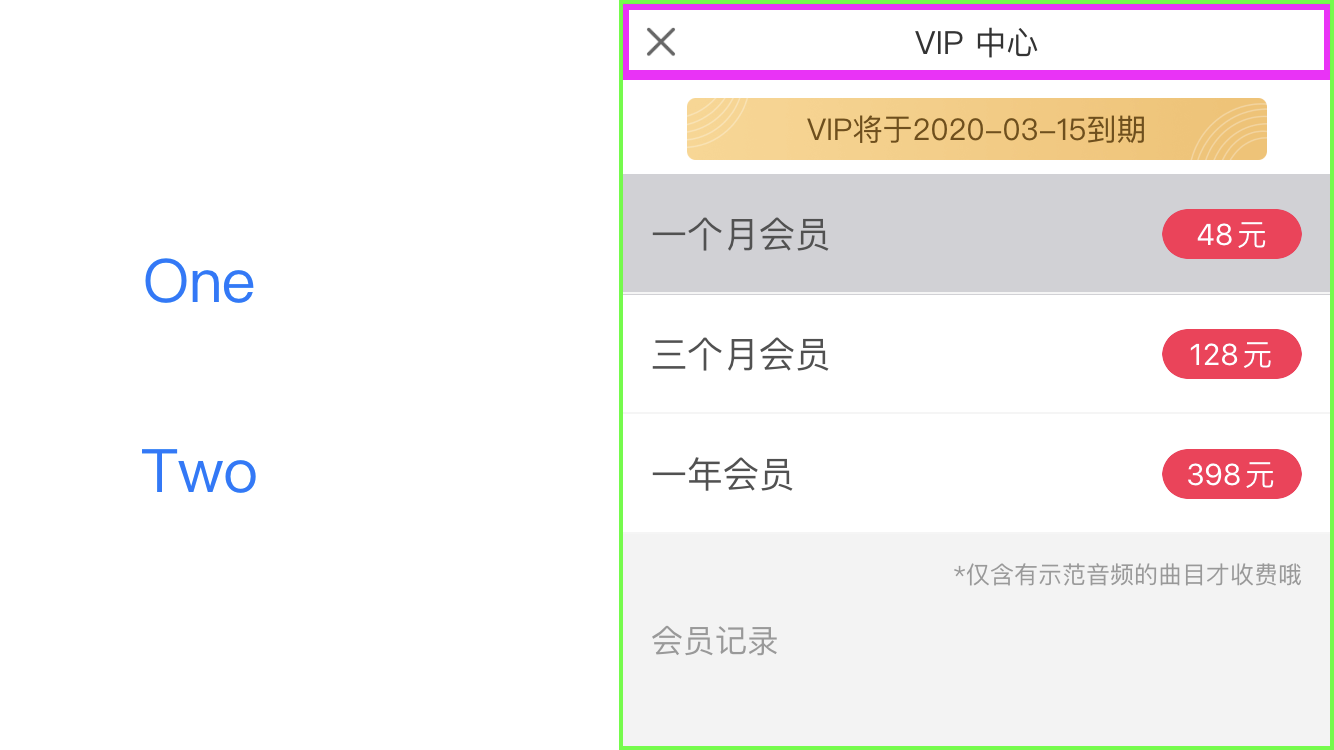 One
Two
VIP 中心
VIP将于2020-03-15到期
一个月会员 48元
三个月会员 128元
一年会员 398元
*仅含有示范音频的曲目才收费哦
会员记录